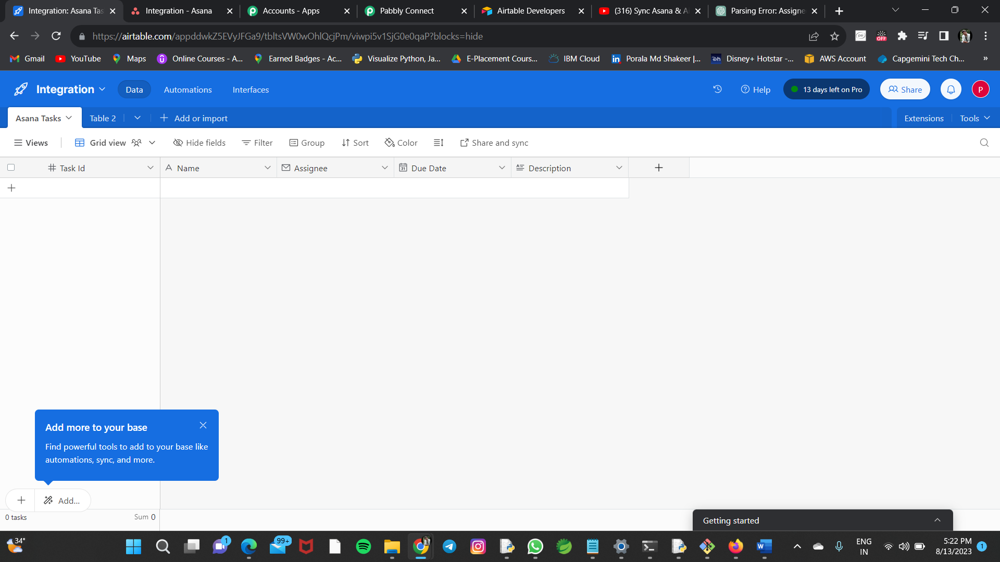 Integration: Asana Tas
Integration - Asana
Accounts - Apps
Pabbly Connect
Airtable Developers
(316) Sync Asana & Ai
Parsing Error: Assigne
https://airtable.com/appddwkZ5EVyJFGa9/tbltsVW0wOhlQcjPm/viwpi5v1SjG0e0qaP?blocks=hide
psi
OFF
Gmail
YouTube
Maps
Online Courses - A...
Earned Badges - Ac...
Visualize Python, Ja...
E-Placement Cours...
IBM Cloud
Porala Md Shakeer |...
Disney+ Hotstar -...
AWS Account
Capgemini Tech Ch...
»
Integration
Data
Automations
Interfaces
Help
13 days left on Pro
Share
P
Asana Tasks
Table 2
Add or import
Extensions
Tools
Views
Grid view
Hide fields
Filter
Group
Sort
Color
Share and sync
Task Id
Name
Assignee
Due Date
Description
Add more to your base
Find powerful tools to add to your base like
automations, sync, and more.
Add...
0 tasks
Sum 0
Getting started
34°
1
99+
ENG
IN
5:22 PM
8/13/2023
1